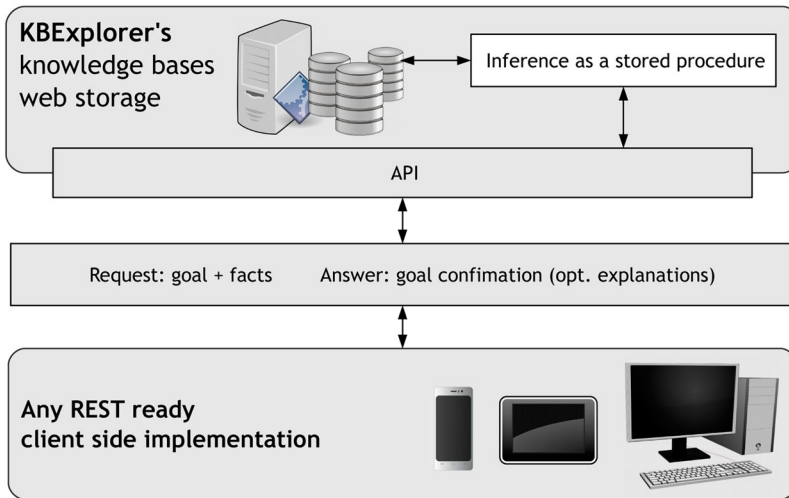 KBExplorer's
knowledge bases
web storage
Inference as a stored procedure
API
Request: goal + facts
Answer: goal confimation (opt. explanations)
Any REST ready
client side implementation